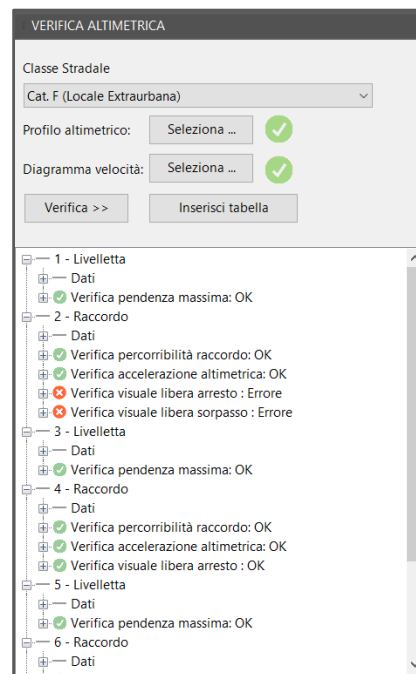 VERIFICA ALTIMETRICA
Classe Stradale
Cat. F (Locale Extraurbana)
Profilo altimetrico: Seleziona ...
Diagramma velocità: Seleziona ...
Verifica >> Inserisci tabella
1 - Livelletta
Dati
Verifica pendenza massima: OK
2 - Raccordo
Dati
Verifica percorribilità raccordo: OK
Verifica accelerazione altimetrica: OK
Verifica visuale libera arresto : Errore
Verifica visuale libera sorpasso : Errore
3 - Livelletta
Dati
Verifica pendenza massima: OK
4 - Raccordo
Dati
Verifica percorribilità raccordo: OK
Verifica accelerazione altimetrica: OK
Verifica visuale libera arresto : OK
5 - Livelletta
Dati
Verifica pendenza massima: OK
6 - Raccordo
Dati